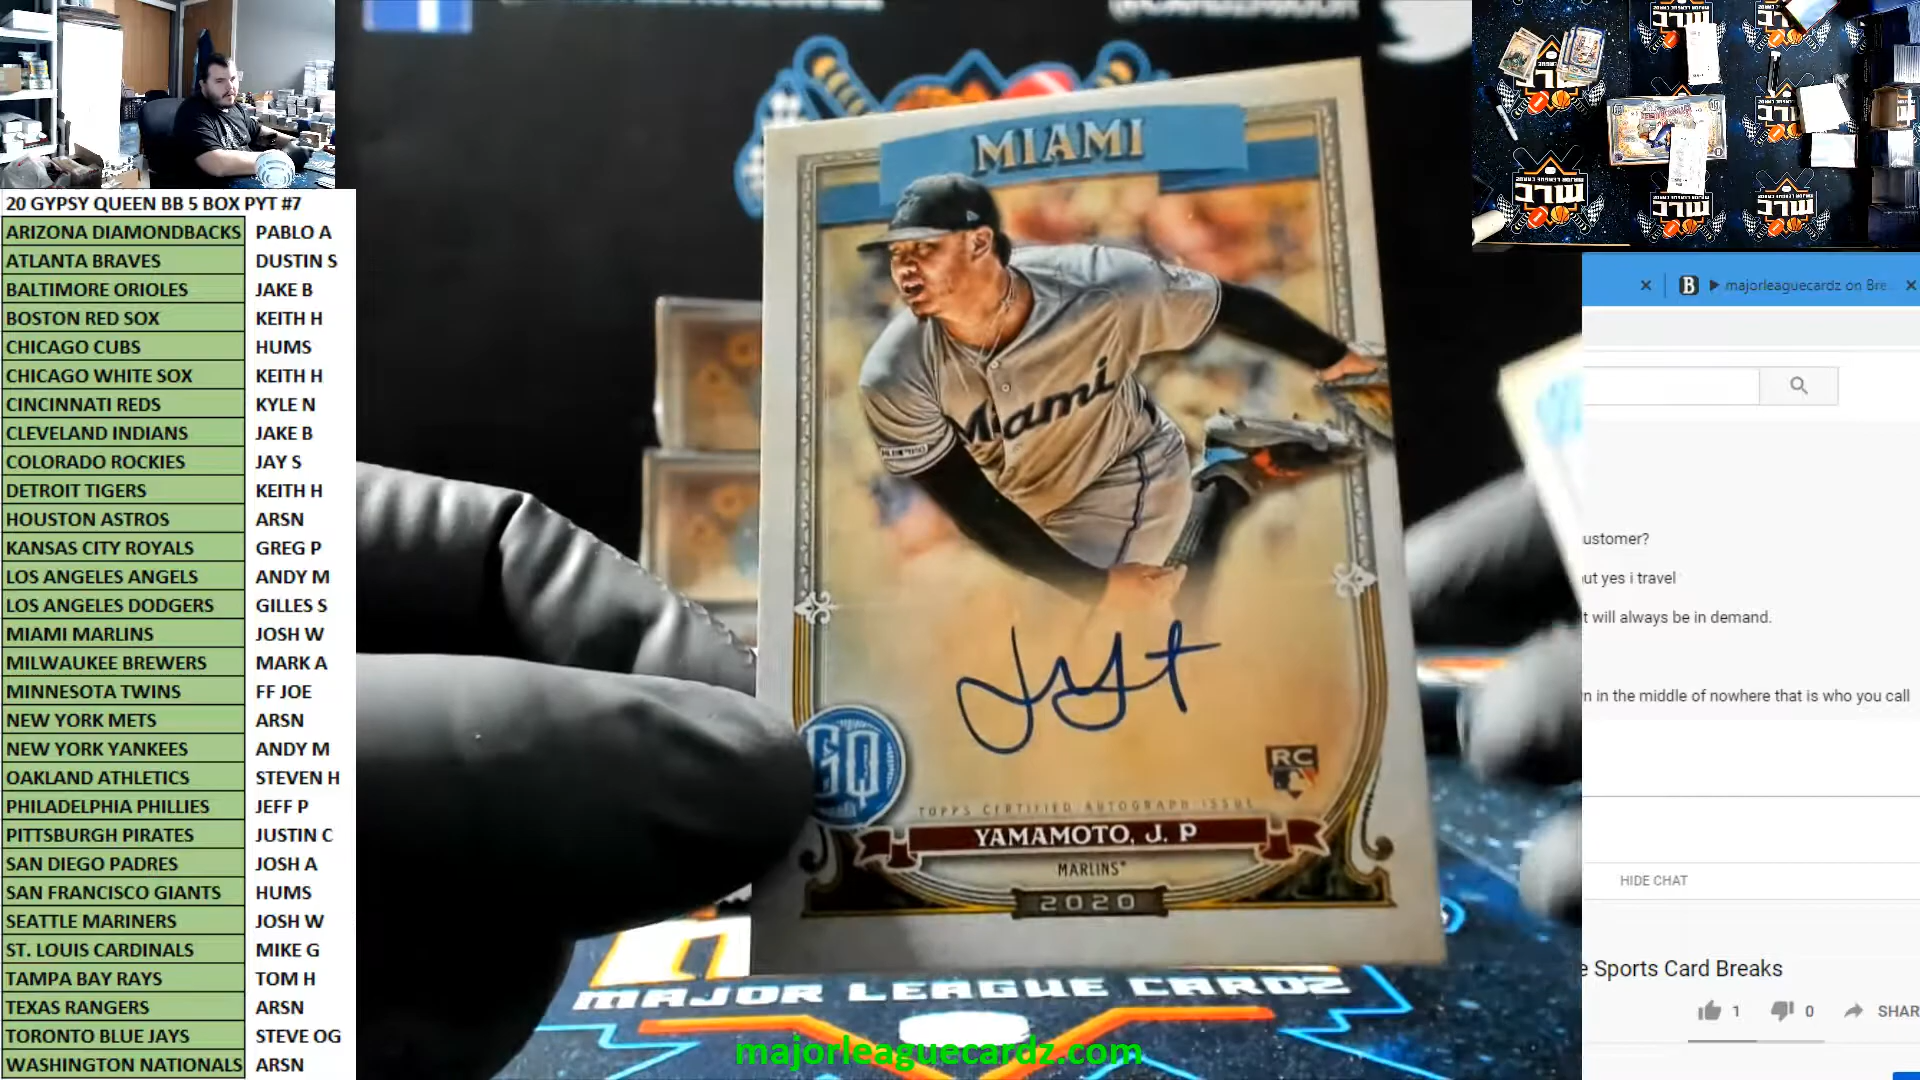 20 GYPSY QUEEN BB 5 BOX PYT #7
ARIZONA DIAMONDBACKS PABLO A
ATLANTA BRAVES DUSTIN S
BALTIMORE ORIOLES JAKE B
BOSTON RED SOX KEITH H
CHICAGO CUBS HUMS
CHICAGO WHITE SOX KEITH H
CINCINNATI REDS KYLE N
CLEVELAND INDIANS JAKE B
COLORADO ROCKIES JAY S
DETROIT TIGERS KEITH H
HOUSTON ASTROS ARSN
KANSAS CITY ROYALS GREG P
LOS ANGELES ANGELS ANDY M
LOS ANGELES DODGERS GILLES S
MIAMI MARLINS JOSH W
MILWAUKEE BREWERS MARK A
MINNESOTA TWINS FF JOE
NEW YORK METS ARSN
NEW YORK YANKEES ANDY M
OAKLAND ATHLETICS STEVEN H
PHILADELPHIA PHILLIES JEFF P
PITTSBURGH PIRATES JUSTIN C
SAN DIEGO PADRES JOSH A
SAN FRANCISCO GIANTS HUMS
SEATTLE MARINERS JOSH W
ST. LOUIS CARDINALS MIKE G
TAMPA BAY RAYS TOM H
TEXAS RANGERS ARSN
TORONTO BLUE JAYS STEVE OG
WASHINGTON NATIONALS ARSN
MIAMI
Miami
GQ
RC
TOPPS CERTIFIED AUTOGRAPH ISSUE
YAMAMOTO, J. P
MARLINS
2020
MAJOR LEAGUE CARDZ
majorleaguecardz.com
majorleaguecardz on Bre
ustomer?
ut yes i travel
t will always be in demand.
n in the middle of nowhere that is who you call
HIDE CHAT
e Sports Card Breaks
1 0 SHAR